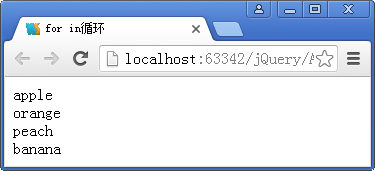 for in循环
localhost:63342/jQuery/
apple
orange
peach
banana